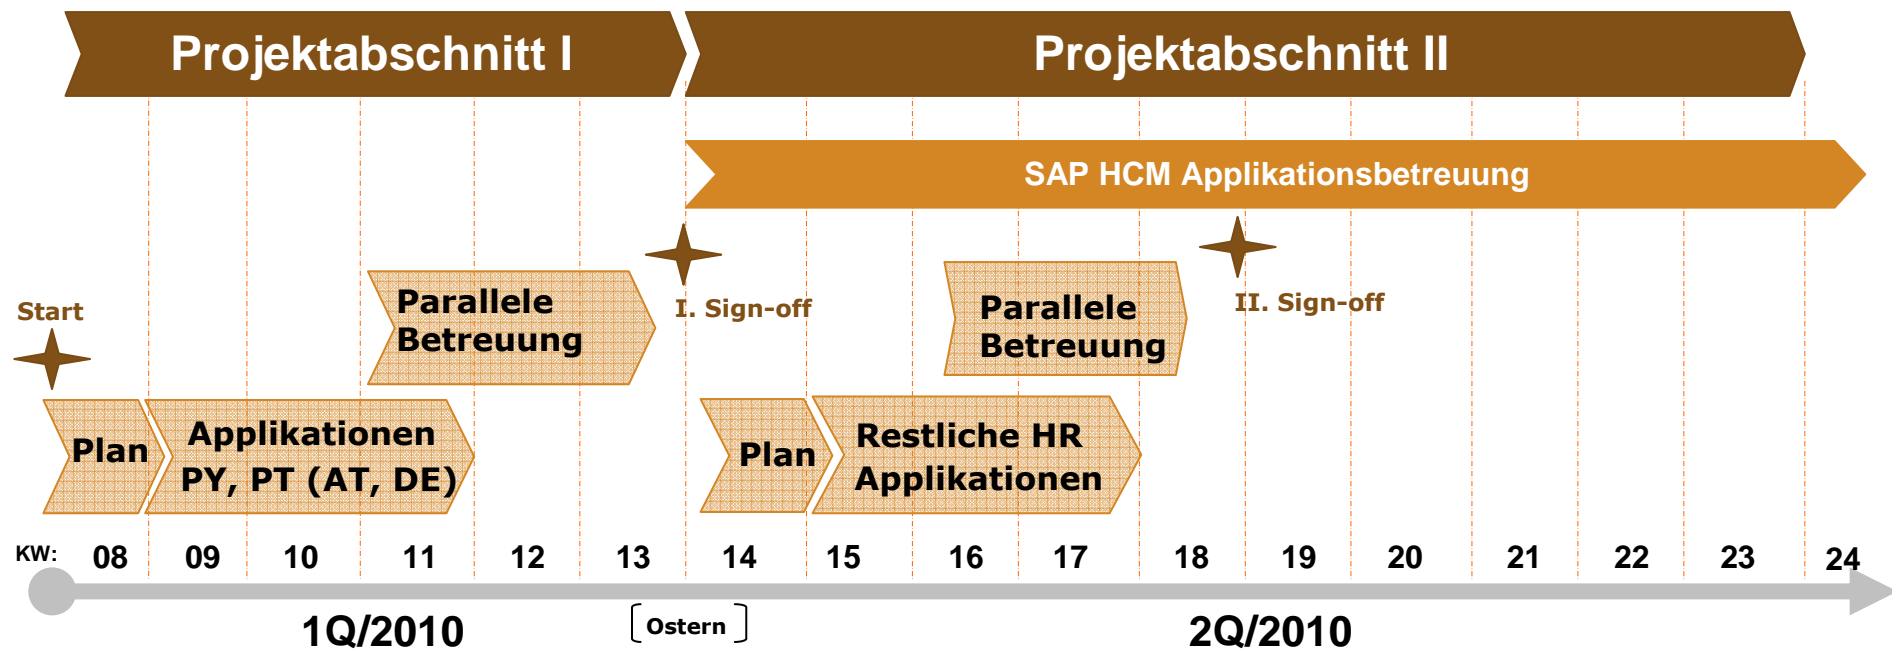 Projektabschnitt I
Projektabschnitt II
SAP HCM Applikationsbetreuung
Start
Parallele
Betreuung
I. Sign-off
Parallele
Betreuung
II. Sign-off
Plan
Applikationen
PY, PT (AT, DE)
Plan
Restliche HR
Applikationen
KW: 08 09 10 11 12 13 14 15 16 17 18 19 20 21 22 23 24
1Q/2010
[Ostern]
2Q/2010